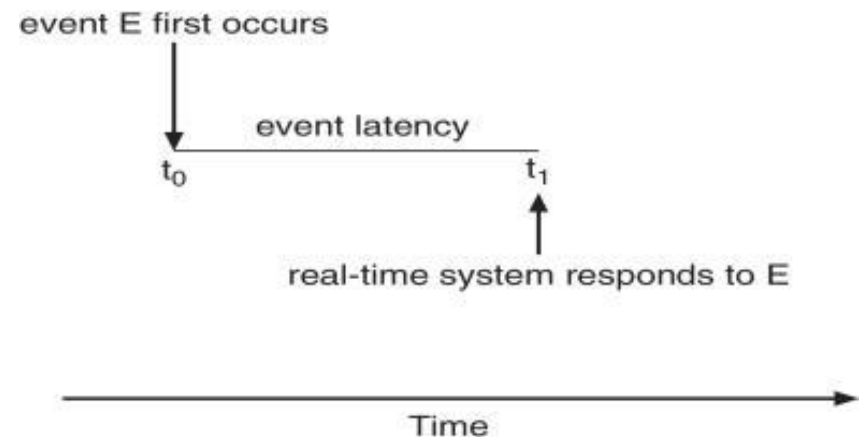 event E first occurs
event latency
t₀
t₁
real-time system responds to E
Time